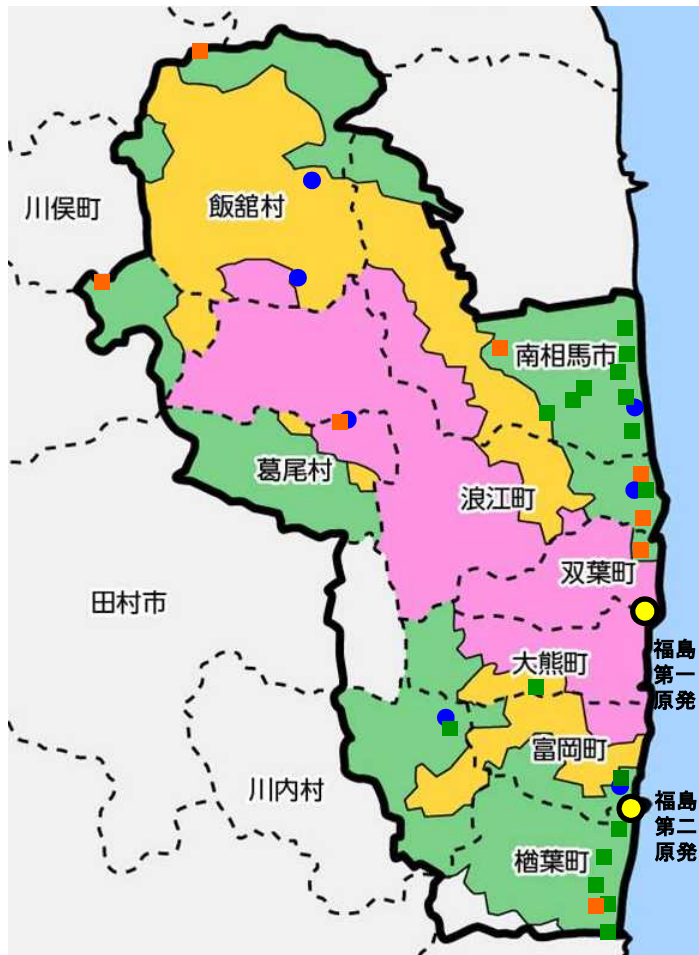 川俣町
飯舘村
南相馬市
葛尾村
浪江町
双葉町
田村市
福島
第一
原発
大熊町
富岡町
川内村
福島
第二
原発
楢葉町